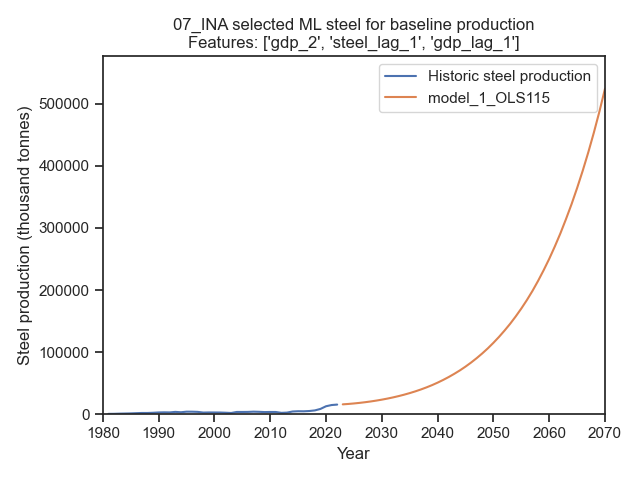 07_INA selected ML steel for baseline production
Features: ['gdp_2', 'steel_lag_1', 'gdp_lag_1']
Historic steel production
model_1_OLS115
Steel production (thousand tonnes)
500000
400000
300000
200000
100000
0
1980 1990 2000 2010 2020 2030 2040 2050 2060 2070
Year